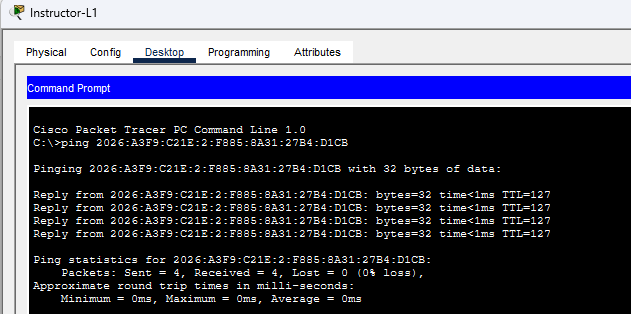 Instructor-L1
Physical Config Desktop Programming Attributes
Command Prompt
Cisco Packet Tracer PC Command Line 1.0
C:\>ping 2026:A3F9:C21E:2:F885:8A31:27B4:D1CB
Pinging 2026:A3F9:C21E:2:F885:8A31:27B4:D1CB with 32 bytes of data:
Reply from 2026:A3F9:C21E:2:F885:8A31:27B4:D1CB: bytes=32 time<1ms TTL=127
Reply from 2026:A3F9:C21E:2:F885:8A31:27B4:D1CB: bytes=32 time<1ms TTL=127
Reply from 2026:A3F9:C21E:2:F885:8A31:27B4:D1CB: bytes=32 time<1ms TTL=127
Reply from 2026:A3F9:C21E:2:F885:8A31:27B4:D1CB: bytes=32 time<1ms TTL=127
Ping statistics for 2026:A3F9:C21E:2:F885:8A31:27B4:D1CB:
Packets: Sent = 4, Received = 4, Lost = 0 (0% loss),
Approximate round trip times in milli-seconds:
Minimum = 0ms, Maximum = 0ms, Average = 0ms